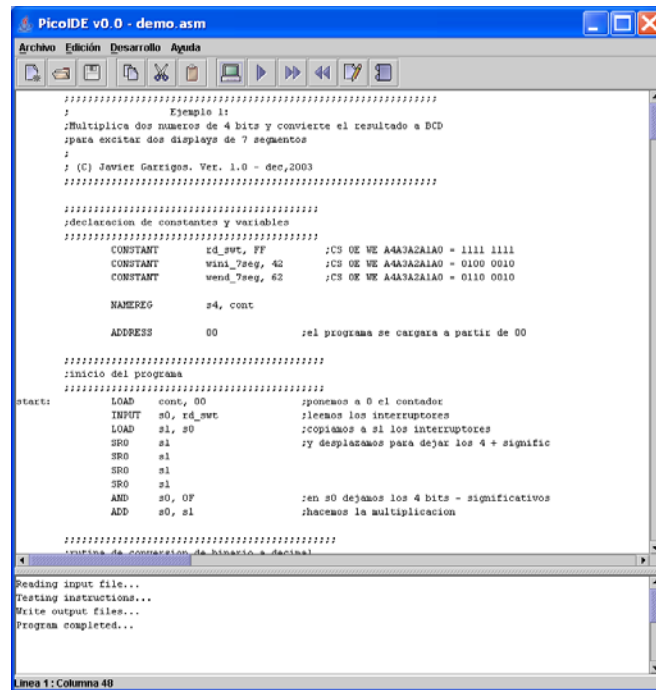 PicoIDE v0.0 - demo.asm
Archivo Edición Desarrollo Ayuda
;;;;;;;;;;;;;;;;;;;;;;;;;;;;;;;;;;;;;;;;;;;;;;;;;;;;;;;;;;;;;;
; Ejemplo 1:
;Multiplica dos numeros de 4 bits y convierte el resultado a BCD
;para excitar dos displays de 7 segmentos
;
; (C) Javier Garrigos. Ver. 1.0 - dec,2003
;;;;;;;;;;;;;;;;;;;;;;;;;;;;;;;;;;;;;;;;;;;;;;;;;;;;;;;;;;;;;;
;;;;;;;;;;;;;;;;;;;;;;;;;;;;;;;;;;;;;;;;;;
;declaracion de constantes y variables
;;;;;;;;;;;;;;;;;;;;;;;;;;;;;;;;;;;;;;;;;;
CONSTANT rd_swt, FF ;CS OE WE A4A3A2A1A0 = 1111 1111
CONSTANT wini_7seg, 42 ;CS OE WE A4A3A2A1A0 = 0100 0010
CONSTANT wend_7seg, 62 ;CS OE WE A4A3A2A1A0 = 0110 0010
NAMEREG s4, cont
ADDRESS 00 ;el programa se cargara a partir de 00
;;;;;;;;;;;;;;;;;;;;;;;;;;;;;;;;;;;;;;;;;;;
;inicio del programa
;;;;;;;;;;;;;;;;;;;;;;;;;;;;;;;;;;;;;;;;;;;
start: LOAD cont, 00 ;ponemos a 0 el contador
INPUT s0, rd_swt ;leemos los interruptores
LOAD s1, s0 ;copiamos a s1 los interruptores
SR0 s1 ;y desplazamos para dejar los 4 + signific
SR0 s1
SR0 s1
SR0 s1
AND s0, 0F ;en s0 dejamos los 4 bits - significativos
ADD s0, s1 ;hacemos la multiplicacion
;;;;;;;;;;;;;;;;;;;;;;;;;;;;;;;;;;;;;;;;;;;;;
;rutina de conversion de binario a decimal
Reading input file...
Testing instructions...
Write output files...
Program completed...
Linea 1 : Columna 48